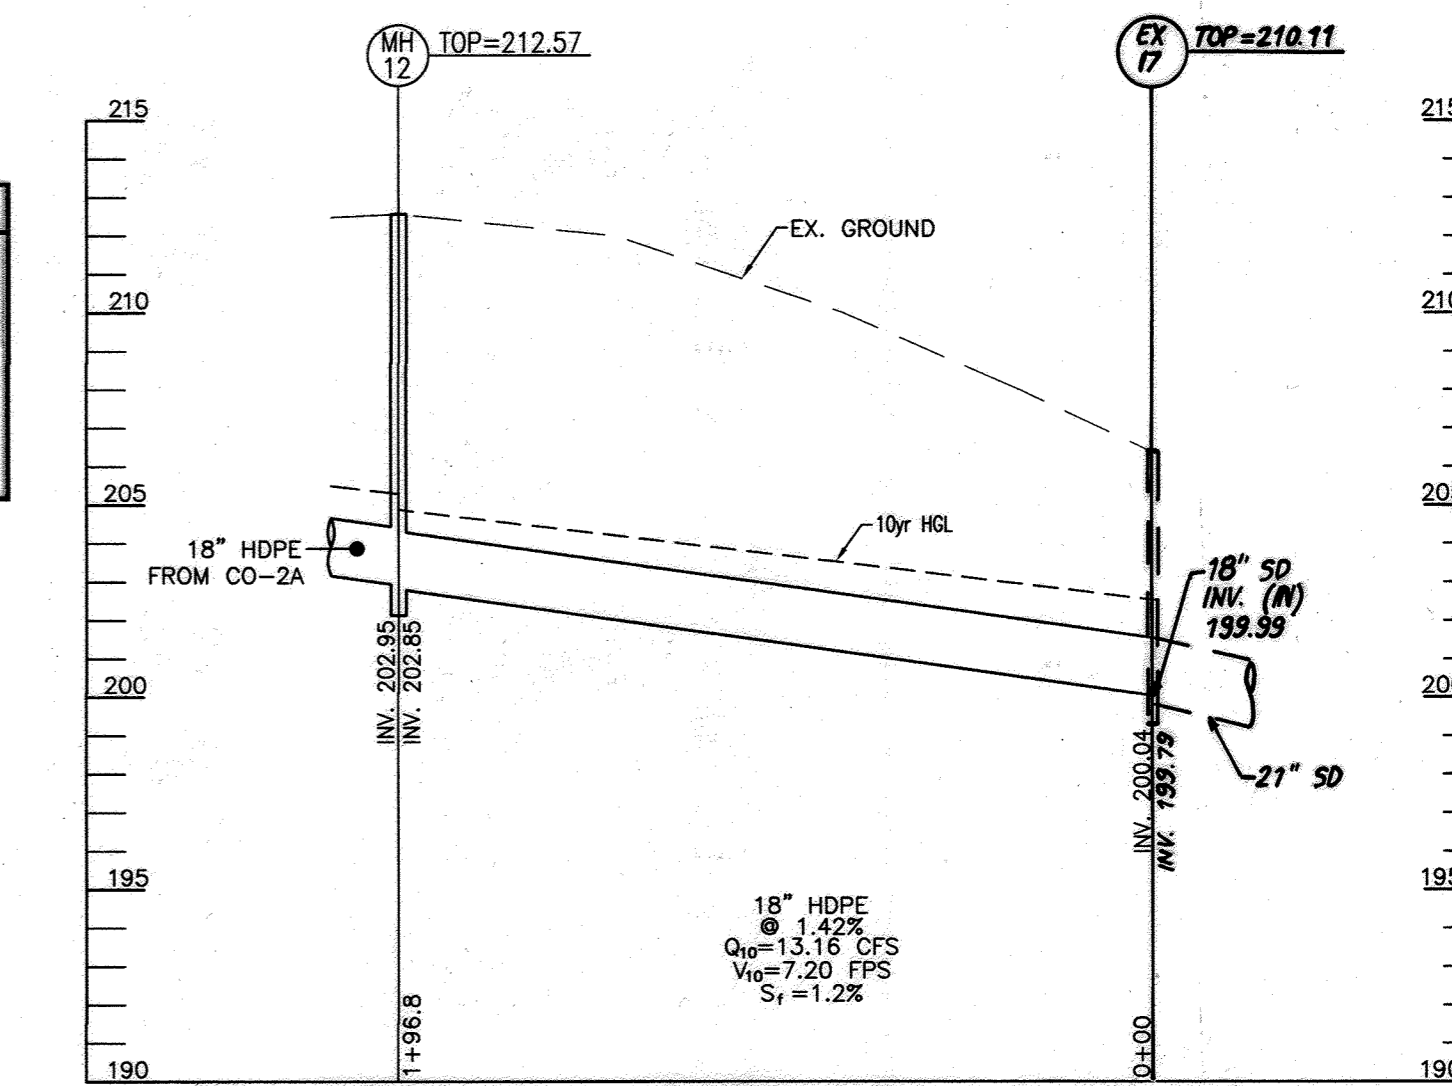 MH
12
TOP=212.57
EX
17
TOP=210.11
215
210
205
200
195
190
EX. GROUND
10yr HGL
18" HDPE
FROM CO-2A
INV. 202.95
INV. 202.85
18" SD
INV. (IN)
199.99
21" SD
INV. 200.04
INV. 199.79
18" HDPE
@ 1.42%
Q10=13.16 CFS
V10=7.20 FPS
Sf=1.2%
1+96.8
0+00